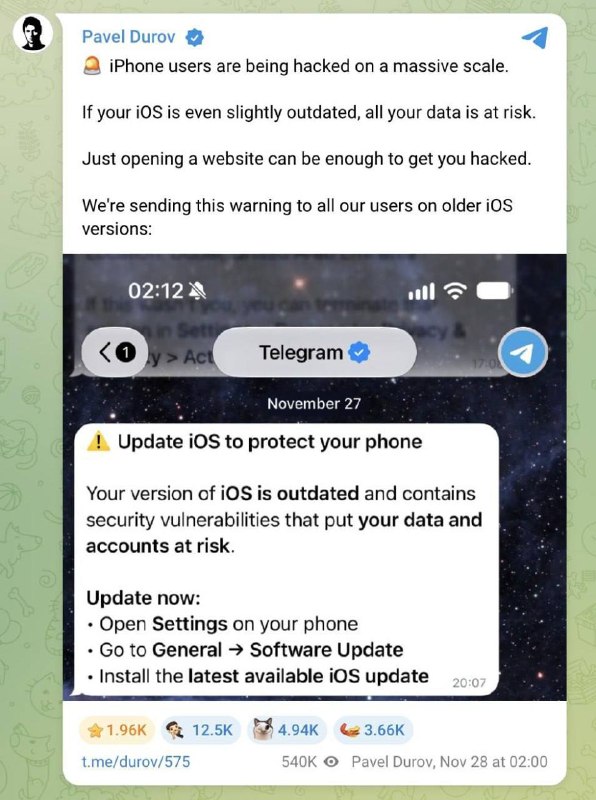 Pavel Durov
🚨 iPhone users are being hacked on a massive scale.
If your iOS is even slightly outdated, all your data is at risk.
Just opening a website can be enough to get you hacked.
We're sending this warning to all our users on older iOS
versions:
02:12
1
Telegram
y > Act
17:08
November 27
⚠️ Update iOS to protect your phone
Your version of iOS is outdated and contains
security vulnerabilities that put your data and
accounts at risk.
Update now:
• Open Settings on your phone
• Go to General → Software Update
• Install the latest available iOS update
20:07
1.96K 12.5K 4.94K 3.66K
t.me/durov/575 540K Pavel Durov, Nov 28 at 02:00